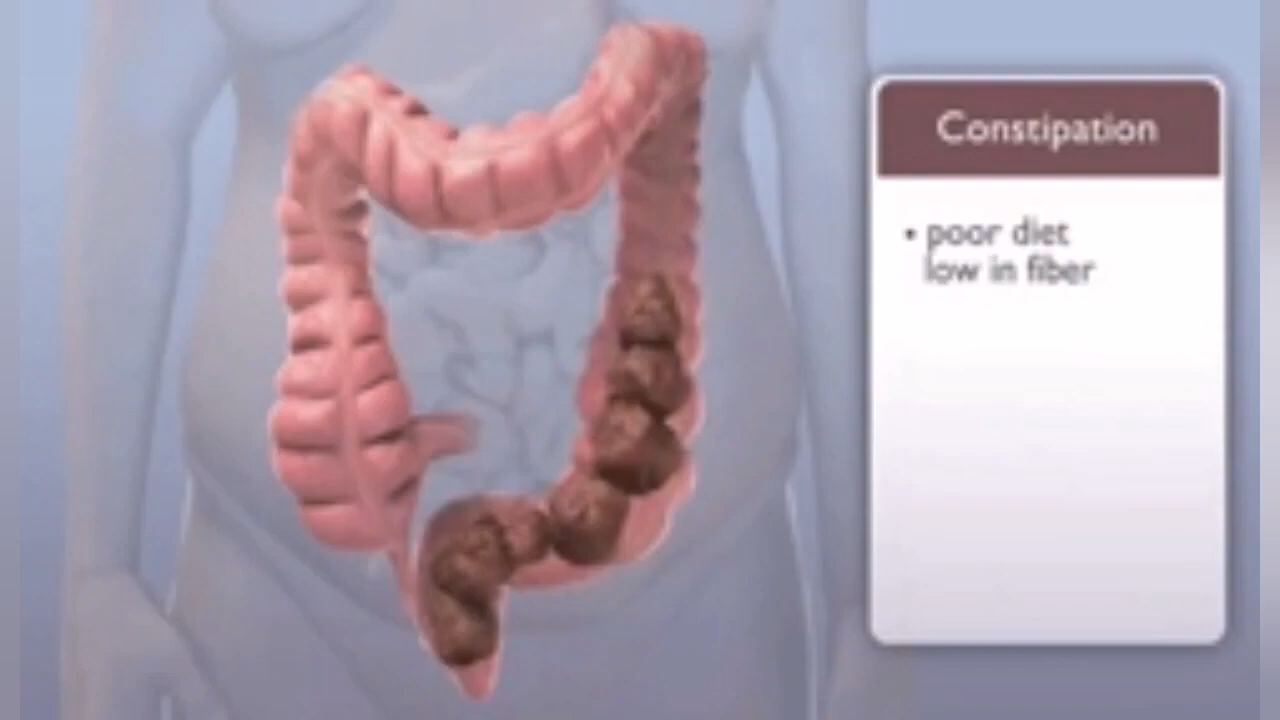 Constipation
• poor diet
low in fiber